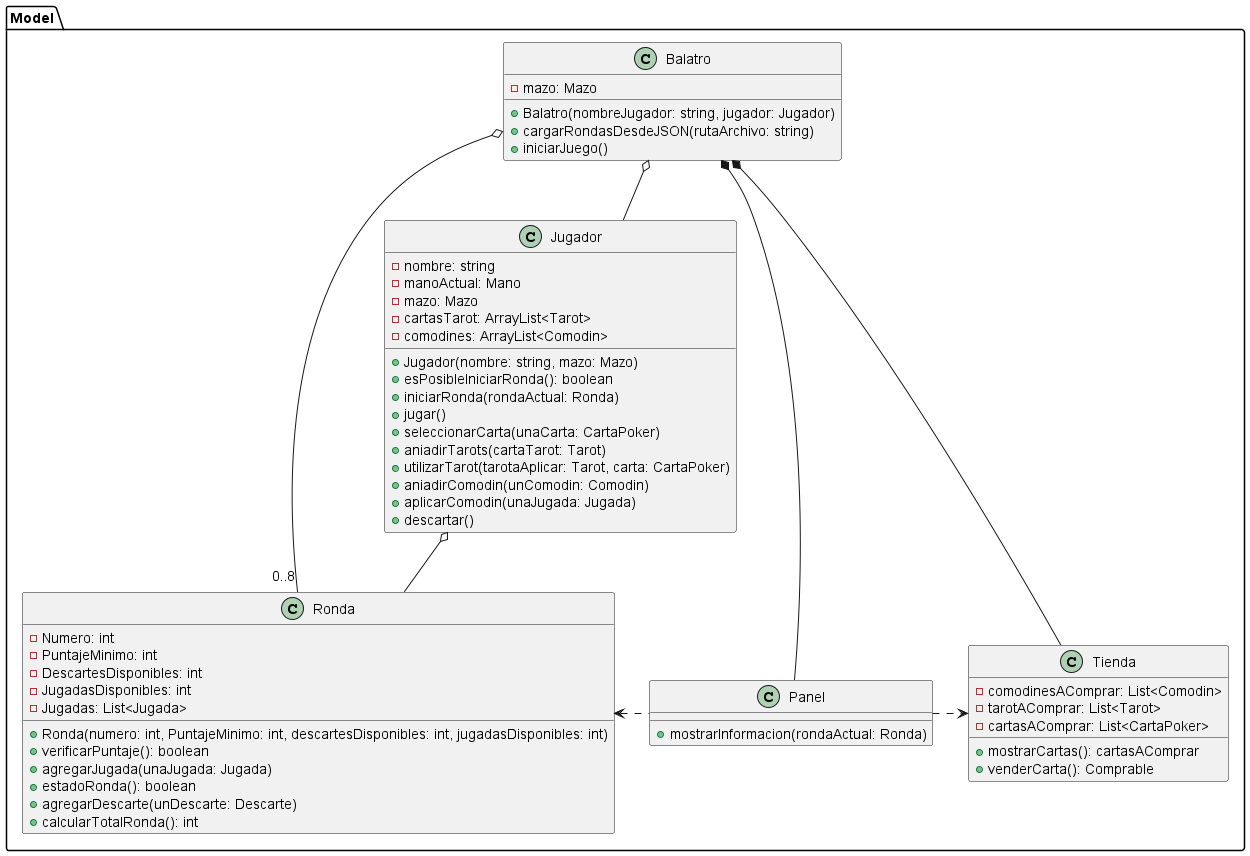 Model
C Balatro
mazo: Mazo
Balatro(nombreJugador: string, jugador: Jugador)
cargarRondasDesdeJSON(rutaArchivo: string)
iniciarJuego()
C Jugador
nombre: string
manoActual: Mano
mazo: Mazo
cartasTarot: ArrayList<Tarot>
comodines: ArrayList<Comodin>
Jugador(nombre: string, mazo: Mazo)
esPosibleIniciarRonda(): boolean
iniciarRonda(rondaActual: Ronda)
jugar()
seleccionarCarta(unaCarta: CartaPoker)
aniadirTarots(cartaTarot: Tarot)
utilizarTarot(tarotaAplicar: Tarot, carta: CartaPoker)
aniadirComodin(unComodin: Comodin)
aplicarComodin(unaJugada: Jugada)
descartar()
0..8
C Ronda
Numero: int
PuntajeMinimo: int
DescartesDisponibles: int
JugadasDisponibles: int
Jugadas: List<Jugada>
Ronda(numero: int, PuntajeMinimo: int, descartesDisponibles: int, jugadasDisponibles: int)
verificarPuntaje(): boolean
agregarJugada(unaJugada: Jugada)
estadoRonda(): boolean
agregarDescarte(unDescarte: Descarte)
calcularTotalRonda(): int
C Panel
mostrarInformacion(rondaActual: Ronda)
C Tienda
comodinesAComprar: List<Comodin>
tarotAComprar: List<Tarot>
cartasAComprar: List<CartaPoker>
mostrarCartas(): cartasAComprar
venderCarta(): Comprable